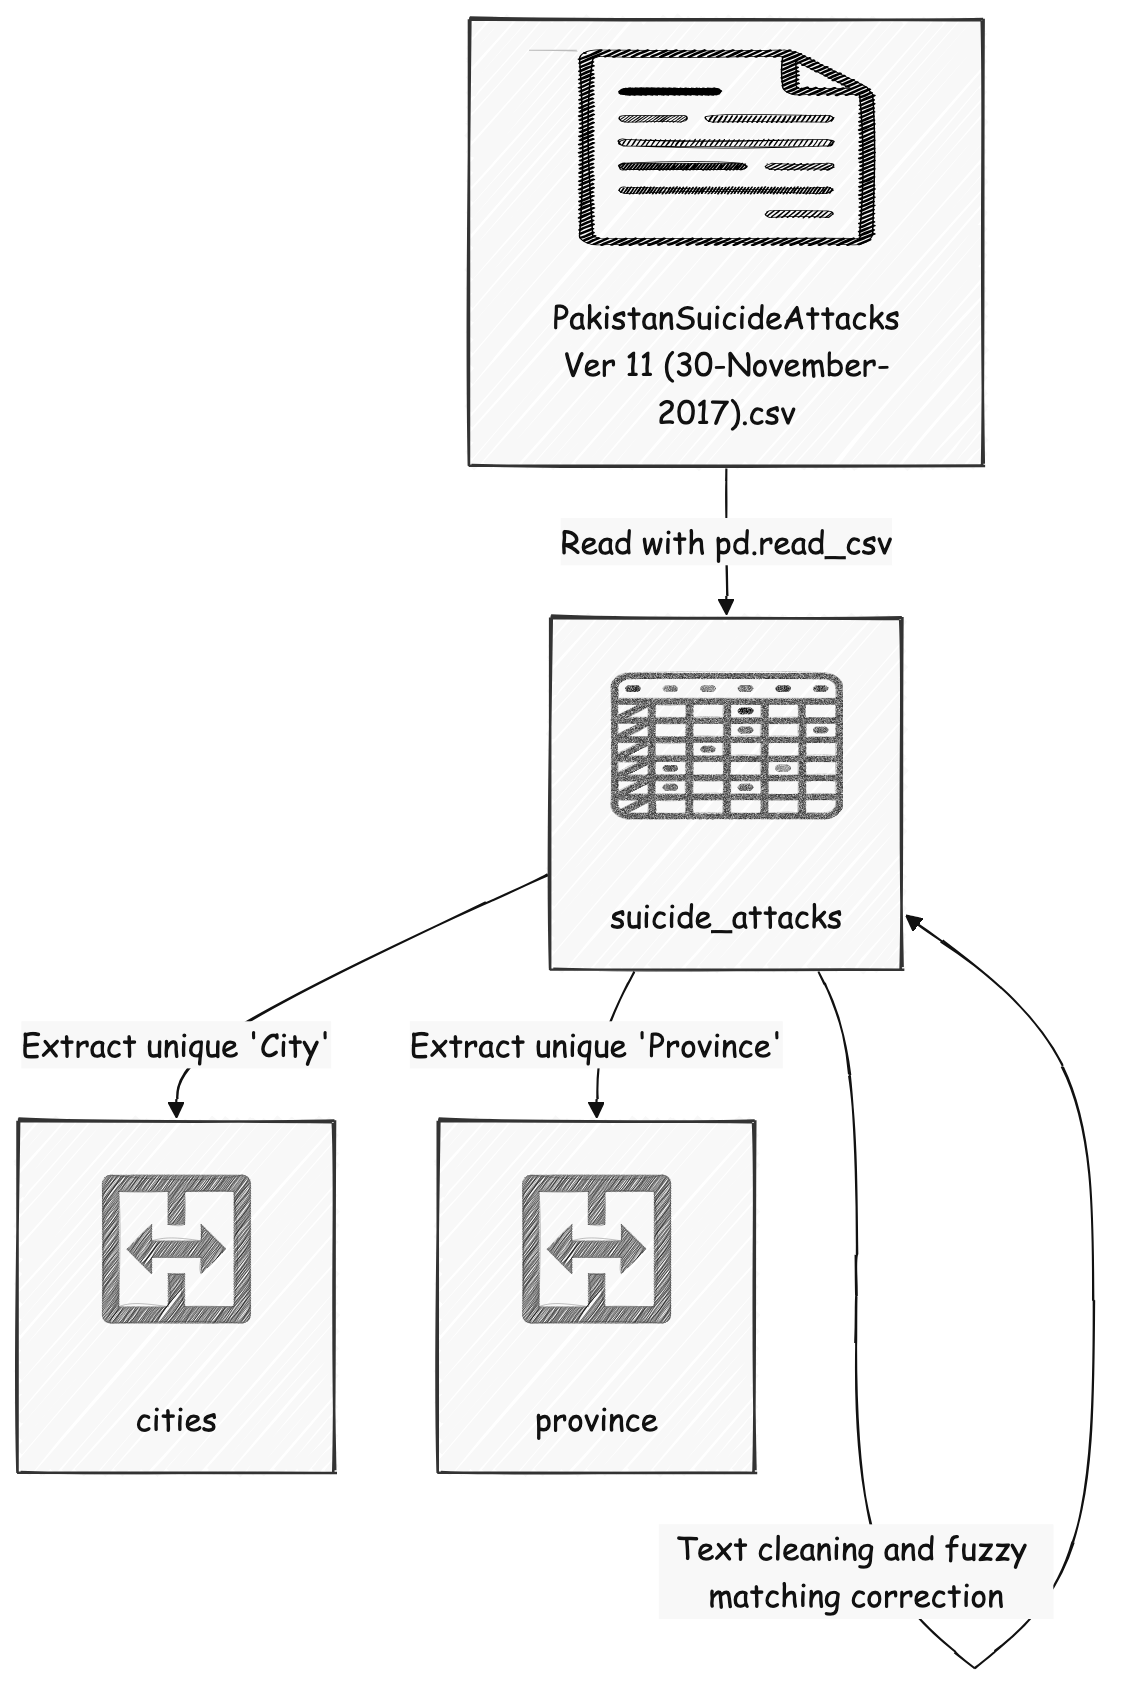 PakistanSuicideAttacks
Ver 11 (30-November-
2017).csv
Read with pd.read_csv
suicide_attacks
Extract unique 'City'
Extract unique 'Province'
cities
province
Text cleaning and fuzzy
matching correction